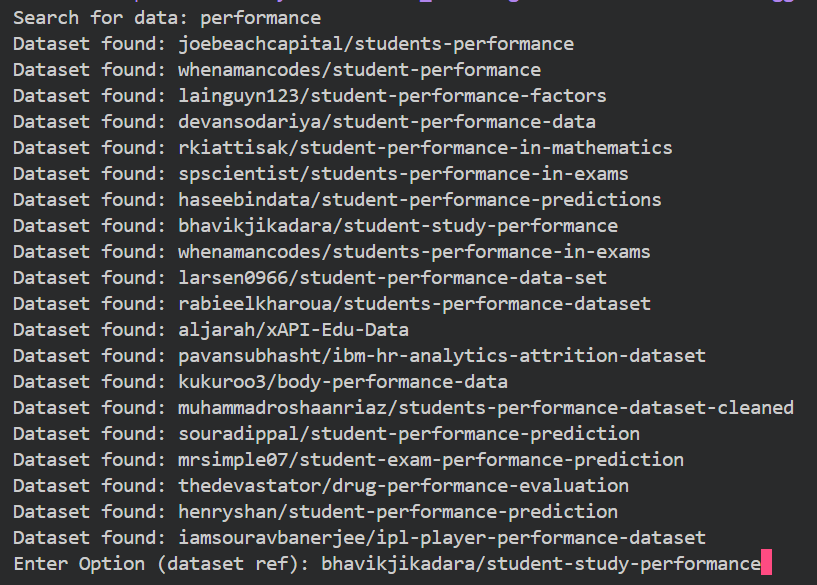 Search for data: performance
Dataset found: joebeachcapital/students-performance
Dataset found: whenamancodes/student-performance
Dataset found: lainguyn123/student-performance-factors
Dataset found: devansodariya/student-performance-data
Dataset found: rkiattisak/student-performance-in-mathematics
Dataset found: spscientist/students-performance-in-exams
Dataset found: haseebindata/student-performance-predictions
Dataset found: bhavikjikadara/student-study-performance
Dataset found: whenamancodes/students-performance-in-exams
Dataset found: larsen0966/student-performance-data-set
Dataset found: rabieelkharoua/students-performance-dataset
Dataset found: aljarah/xAPI-Edu-Data
Dataset found: pavansubhasht/ibm-hr-analytics-attrition-dataset
Dataset found: kukuroo3/body-performance-data
Dataset found: muhammadroshaanriaz/students-performance-dataset-cleaned
Dataset found: souradippal/student-performance-prediction
Dataset found: mrsimple07/student-exam-performance-prediction
Dataset found: thedevastator/drug-performance-evaluation
Dataset found: henryshan/student-performance-prediction
Dataset found: iamsouravbanerjee/ipl-player-performance-dataset
Enter Option (dataset ref): bhavikjikadara/student-study-performance